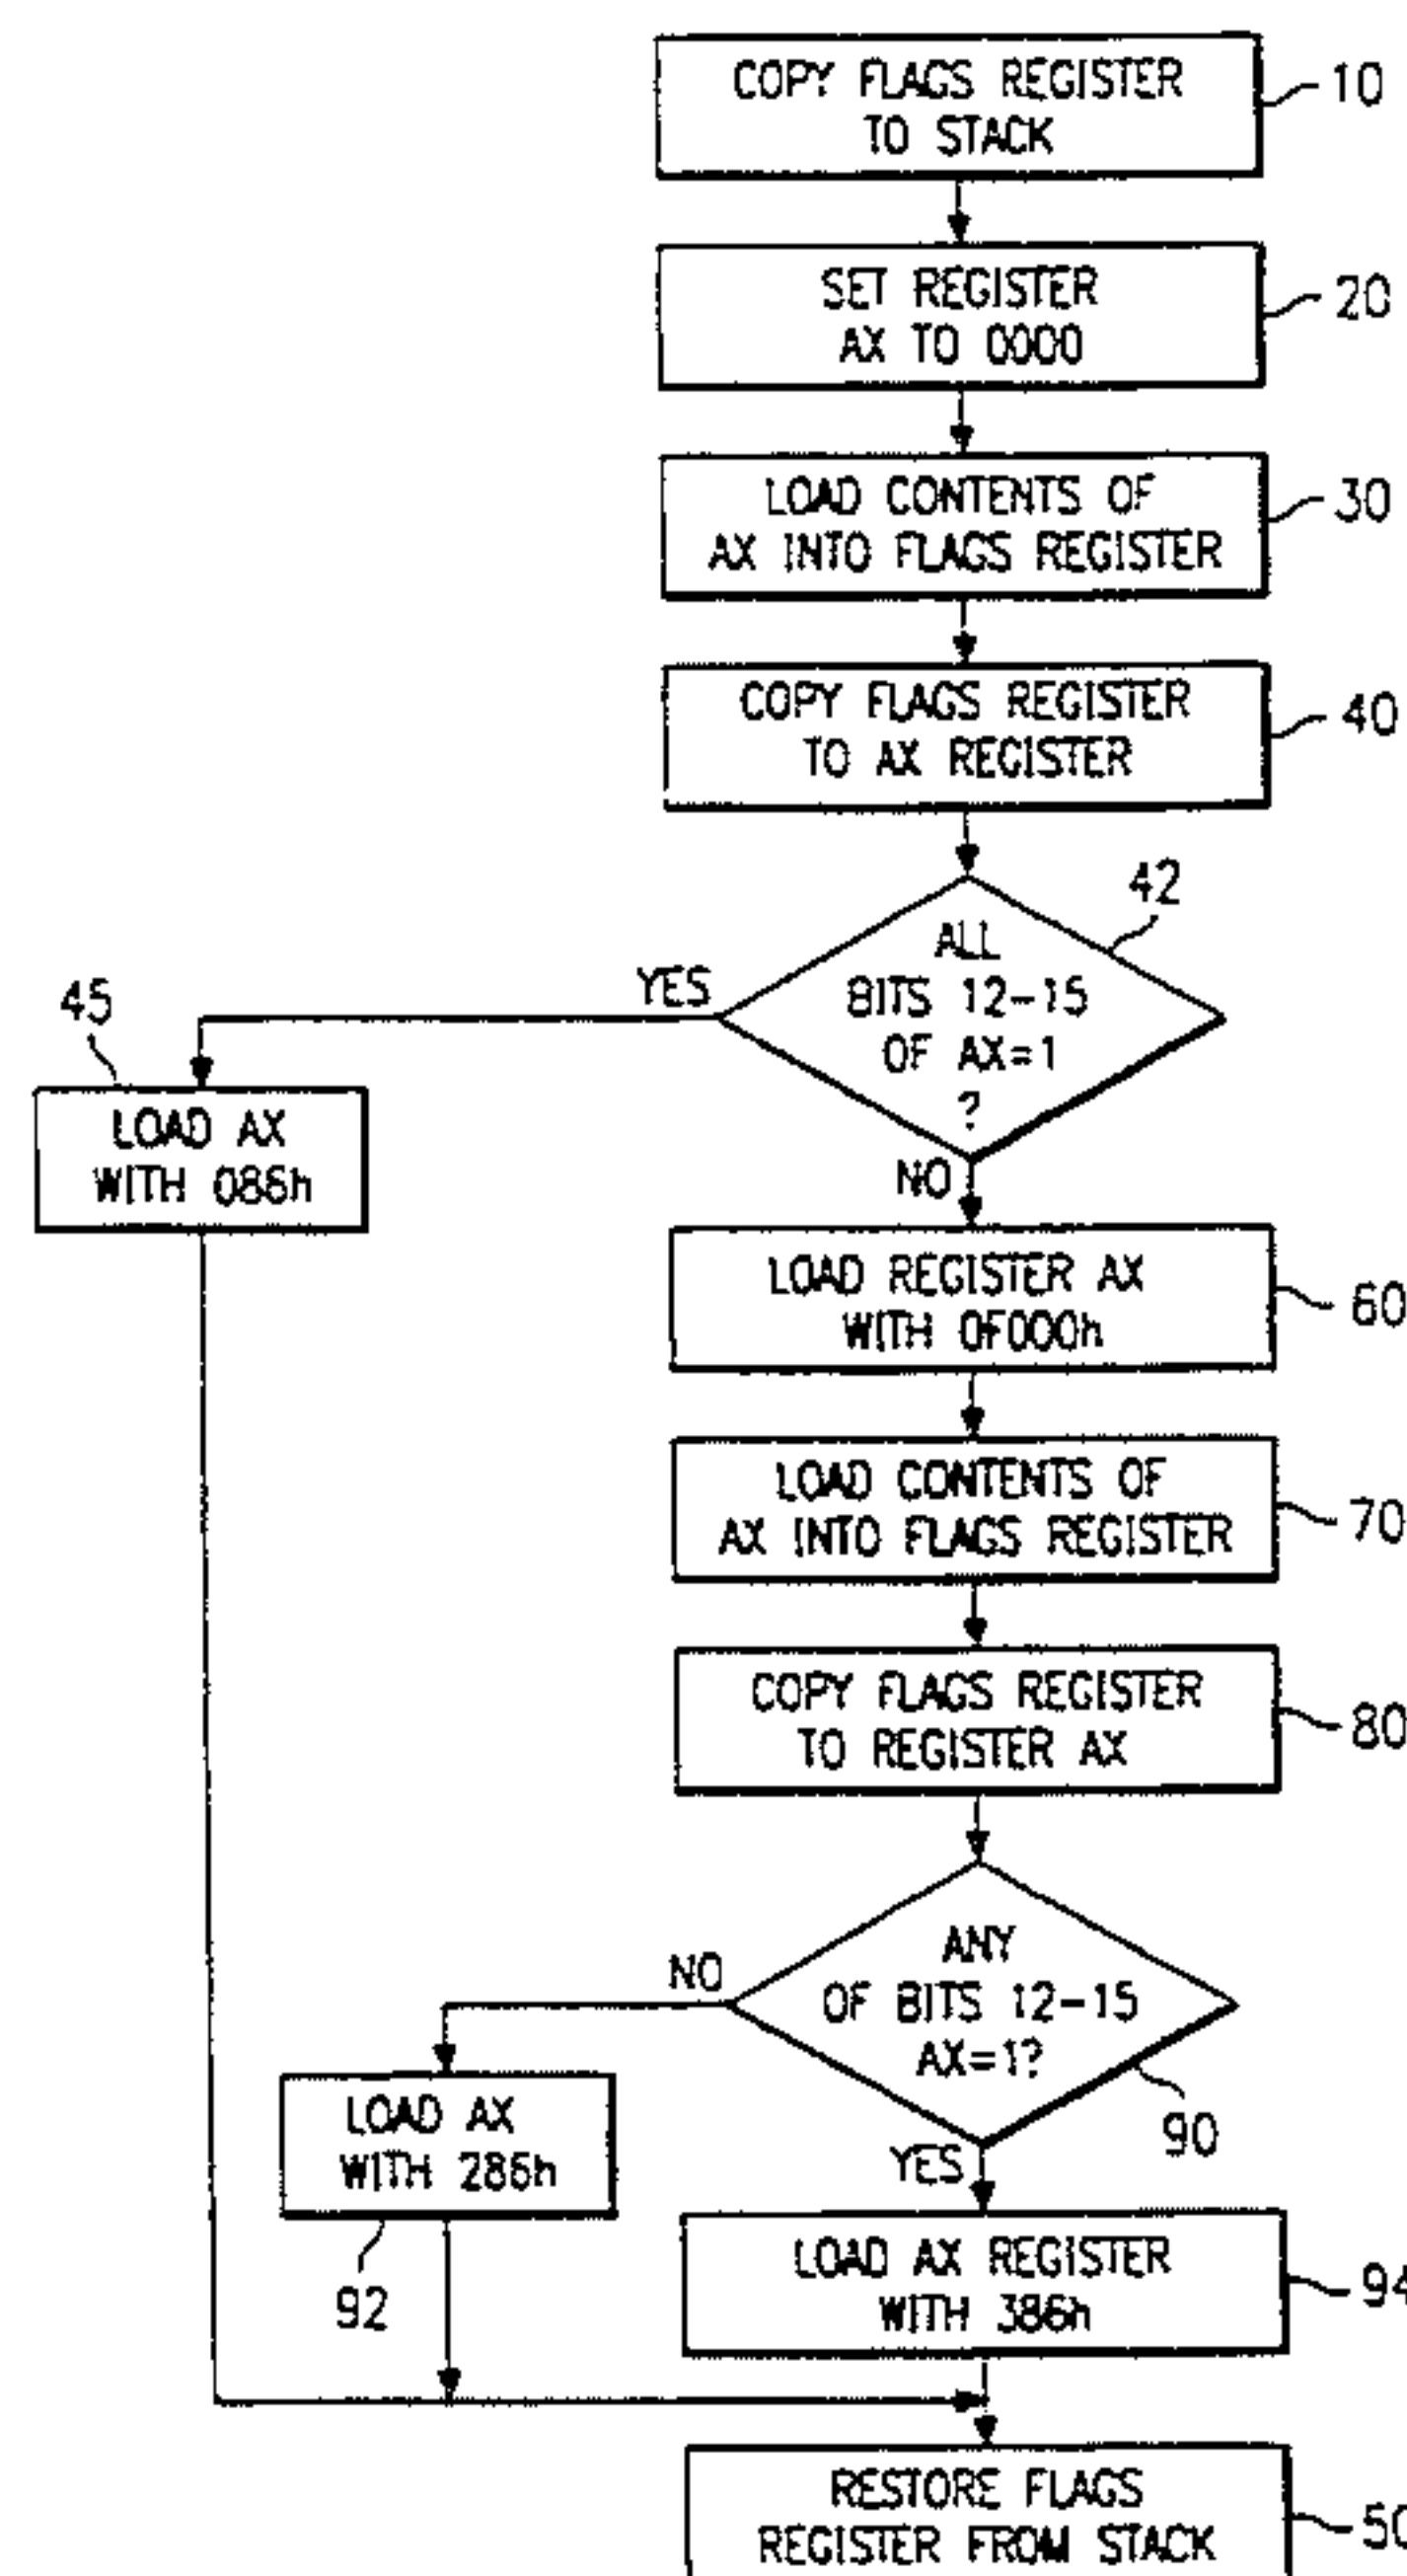 COPY FLAGS REGISTER
TO STACK
10
SET REGISTER
AX TO 0000
20
LOAD CONTENTS OF
AX INTO FLAGS REGISTER
30
COPY FLAGS REGISTER
TO AX REGISTER
40
42
ALL
BITS 12-15
OF AX=1
?
YES
45
LOAD AX
WITH 086h
NO
LOAD REGISTER AX
WITH 0F000h
60
LOAD CONTENTS OF
AX INTO FLAGS REGISTER
70
COPY FLAGS REGISTER
TO REGISTER AX
80
ANY
OF BITS 12-15
AX=1?
NO
90
LOAD AX
WITH 286h
92
YES
LOAD AX REGISTER
WITH 386h
94
RESTORE FLAGS
REGISTER FROM STACK
50